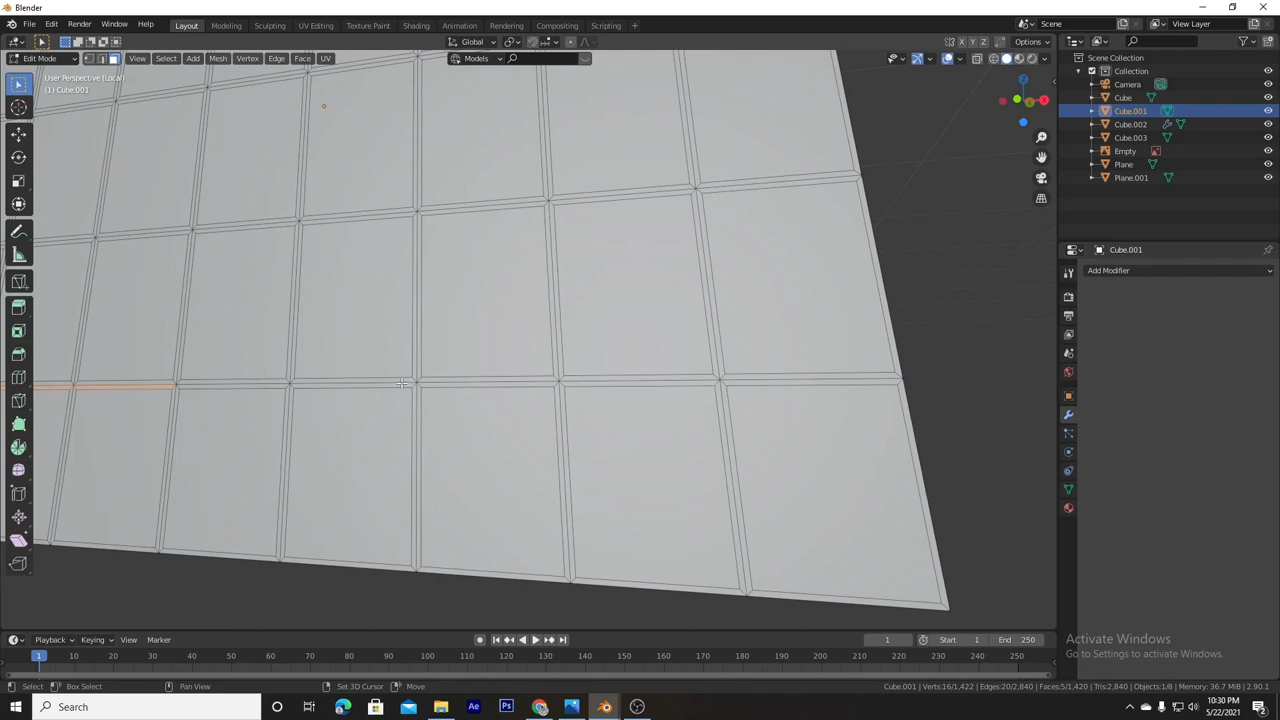 Blender
File Edit Render Window Help Layout Modeling Sculpting UV Editing Texture Paint Shading Animation Rendering Compositing Scripting + Scene View Layer
Global Options
Edit Mode View Select Add Mesh Vertex Edge Face UV Models X Y Z
User Perspective (Local)
(1) Cube.001
Scene Collection
Collection
Camera
Cube
Cube.001
Cube.002
Cube.003
Empty
Plane
Plane.001
Cube.001
Add Modifier
Playback Keying View Marker 1 Start 1 End 250
1 10 20 30 40 50 60 70 80 90 100 110 120 130 140 150 160 170 180 190 200 210 220 230 240 250
Activate Windows
Go to Settings to activate Windows.
Select Box Select Pan View Set 3D Cursor Move Cube.001 | Verts:16/1,422 | Edges:20/2,840 | Faces:5/1,420 | Tris:2,840 | Objects:1/8 | Memory: 36.7 MiB | 2.90.1
Search
10:30 PM
5/22/2021